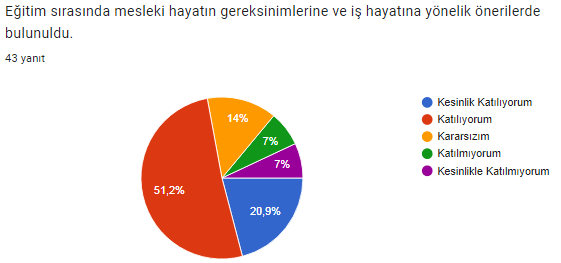 Eğitim sırasında mesleki hayatın gereksinimlerine ve iş hayatına yönelik önerilerde
bulunuldu.
43 yanıt
Kesinlik Katılıyorum
Katılıyorum
Kararsızım
Katılmıyorum
Kesinlikle Katılmıyorum
14%
7%
7%
51,2%
20,9%